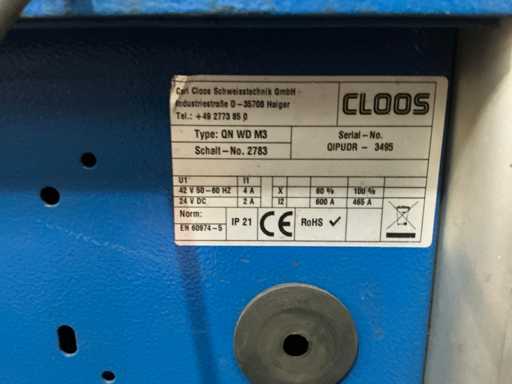 Carl Cloos Schweisstechnik GmbH
Industriestraße D-35708 Haiger
Tel.: +49 2773 85 0
CLOOS
Type: QN WD M3
Schalt-No. 2783
Serial-No.
QIPUDR - 3495
U1 I1
42 V 50-60 HZ 4 A X 60 % 100 %
24 V DC 2 A I2 600 A 465 A
Norm:
EN 60974-5
IP 21 CE RoHS ✓